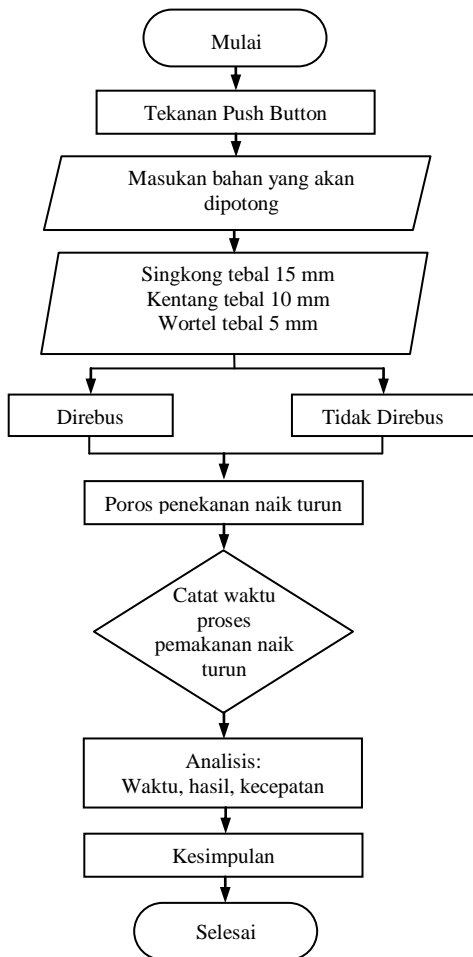 Mulai
Tekanan Push Button
Masukan bahan yang akan
dipotong
Singkong tebal 15 mm
Kentang tebal 10 mm
Wortel tebal 5 mm
Direbus
Tidak Direbus
Poros penekanan naik turun
Catat waktu
proses
pemakanan naik
turun
Analisis:
Waktu, hasil, kecepatan
Kesimpulan
Selesai